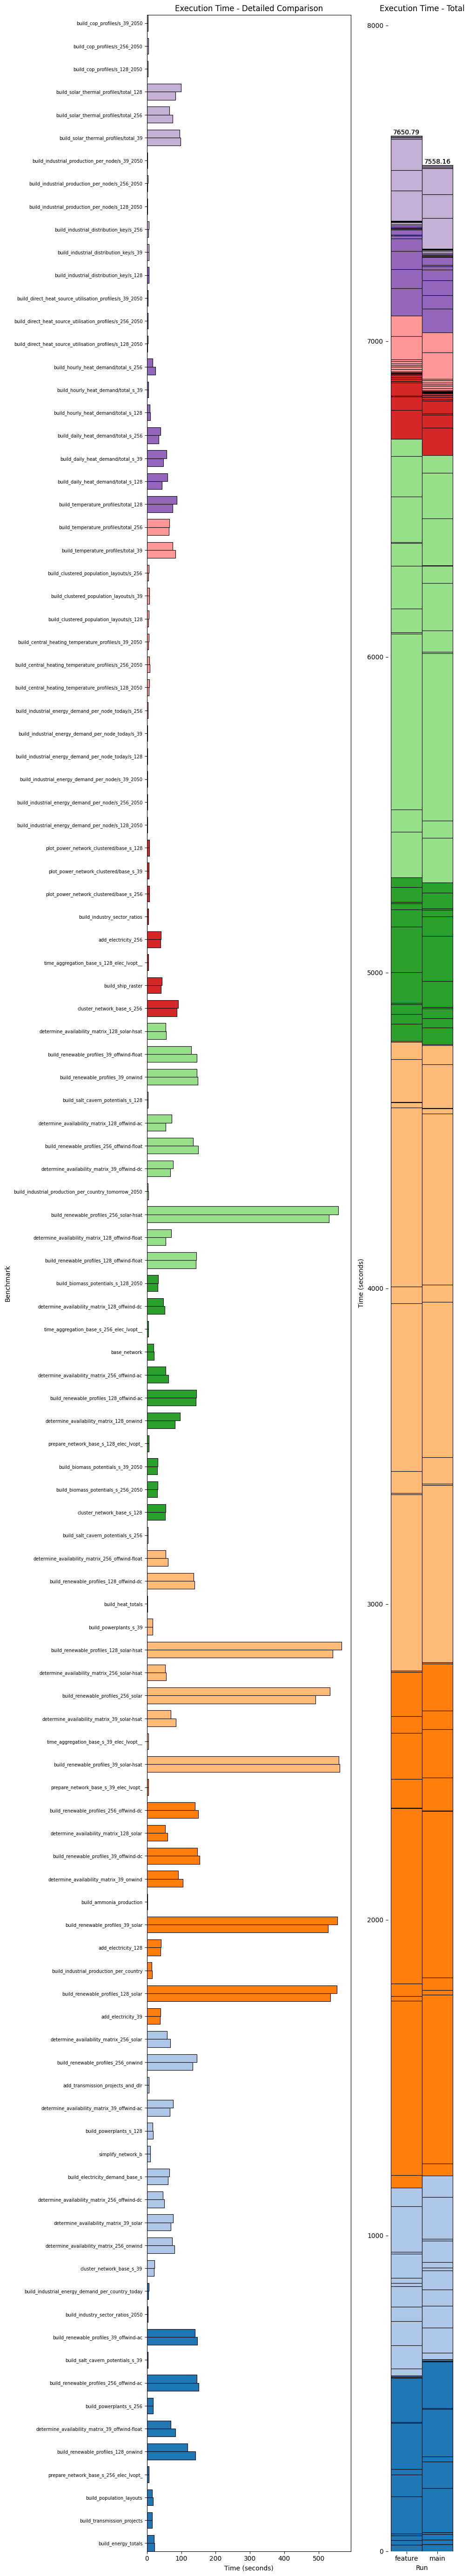 Execution Time - Detailed Comparison
Execution Time - Total
build_cop_profiles/s_39_2050
build_cop_profiles/s_256_2050
build_cop_profiles/s_128_2050
build_solar_thermal_profiles/total_128
build_solar_thermal_profiles/total_256
build_solar_thermal_profiles/total_39
build_industrial_production_per_node/s_39_2050
build_industrial_production_per_node/s_256_2050
build_industrial_production_per_node/s_128_2050
build_industrial_distribution_key/s_256
build_industrial_distribution_key/s_39
build_industrial_distribution_key/s_128
build_direct_heat_source_utilisation_profiles/s_39_2050
build_direct_heat_source_utilisation_profiles/s_256_2050
build_direct_heat_source_utilisation_profiles/s_128_2050
build_hourly_heat_demand/total_s_256
build_hourly_heat_demand/total_s_39
build_hourly_heat_demand/total_s_128
build_daily_heat_demand/total_s_256
build_daily_heat_demand/total_s_39
build_daily_heat_demand/total_s_128
build_temperature_profiles/total_128
build_temperature_profiles/total_256
build_temperature_profiles/total_39
build_clustered_population_layouts/s_256
build_clustered_population_layouts/s_39
build_clustered_population_layouts/s_128
build_central_heating_temperature_profiles/s_39_2050
build_central_heating_temperature_profiles/s_256_2050
build_central_heating_temperature_profiles/s_128_2050
build_industrial_energy_demand_per_node_today/s_256
build_industrial_energy_demand_per_node_today/s_39
build_industrial_energy_demand_per_node_today/s_128
build_industrial_energy_demand_per_node/s_39_2050
build_industrial_energy_demand_per_node/s_256_2050
build_industrial_energy_demand_per_node/s_128_2050
plot_power_network_clustered/base_s_128
plot_power_network_clustered/base_s_39
plot_power_network_clustered/base_s_256
build_industry_sector_ratios
add_electricity_256
time_aggregation_base_s_128_elec_lvopt__
build_ship_raster
cluster_network_base_s_256
determine_availability_matrix_128_solar-hsat
build_renewable_profiles_39_offwind-float
build_renewable_profiles_39_onwind
build_salt_cavern_potentials_s_128
determine_availability_matrix_128_offwind-ac
build_renewable_profiles_256_offwind-float
determine_availability_matrix_39_offwind-dc
build_industrial_production_per_country_tomorrow_2050
build_renewable_profiles_256_solar-hsat
determine_availability_matrix_128_offwind-float
build_renewable_profiles_128_offwind-float
build_biomass_potentials_s_128_2050
determine_availability_matrix_128_offwind-dc
time_aggregation_base_s_256_elec_lvopt__
base_network
determine_availability_matrix_256_offwind-ac
build_renewable_profiles_128_offwind-ac
determine_availability_matrix_128_onwind
prepare_network_base_s_128_elec_lvopt_
build_biomass_potentials_s_39_2050
build_biomass_potentials_s_256_2050
cluster_network_base_s_128
build_salt_cavern_potentials_s_256
determine_availability_matrix_256_offwind-float
build_renewable_profiles_128_offwind-dc
build_heat_totals
build_powerplants_s_39
build_renewable_profiles_128_solar-hsat
determine_availability_matrix_256_solar-hsat
build_renewable_profiles_256_solar
determine_availability_matrix_39_solar-hsat
time_aggregation_base_s_39_elec_lvopt__
build_renewable_profiles_39_solar-hsat
prepare_network_base_s_39_elec_lvopt_
build_renewable_profiles_256_offwind-dc
determine_availability_matrix_128_solar
build_renewable_profiles_39_offwind-dc
determine_availability_matrix_39_onwind
build_ammonia_production
build_renewable_profiles_39_solar
add_electricity_128
build_industrial_production_per_country
build_renewable_profiles_128_solar
add_electricity_39
determine_availability_matrix_256_solar
build_renewable_profiles_256_onwind
add_transmission_projects_and_dlr
determine_availability_matrix_39_offwind-ac
build_powerplants_s_128
simplify_network_b
build_electricity_demand_base_s
determine_availability_matrix_256_offwind-dc
determine_availability_matrix_39_solar
determine_availability_matrix_256_onwind
cluster_network_base_s_39
build_industrial_energy_demand_per_country_today
build_industry_sector_ratios_2050
build_renewable_profiles_39_offwind-ac
build_salt_cavern_potentials_s_39
build_renewable_profiles_256_offwind-ac
build_powerplants_s_256
determine_availability_matrix_39_offwind-float
build_renewable_profiles_128_onwind
prepare_network_base_s_256_elec_lvopt_
build_population_layouts
build_transmission_projects
build_energy_totals
Benchmark
0 100 200 300 400 500
Time (seconds)
8000
7000
6000
5000
4000
3000
2000
1000
0
Time (seconds)
7650.79
7558.16
feature main
Run